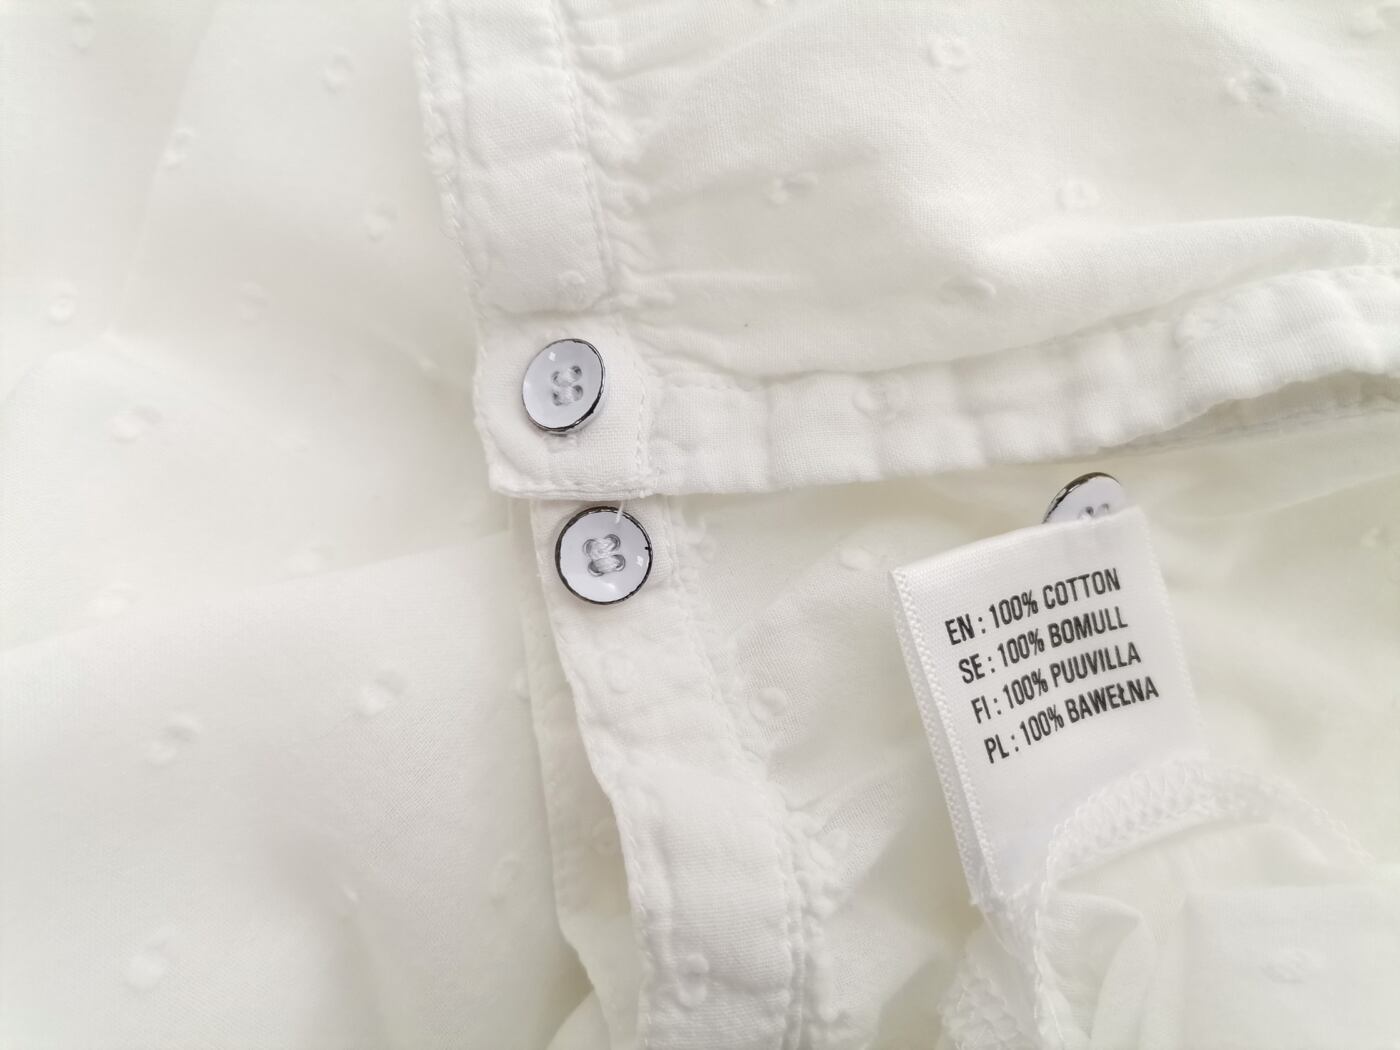 EN : 100% COTTON
SE : 100% BOMULL
FI : 100% PUUVILLA
PL : 100% BAWEŁNA